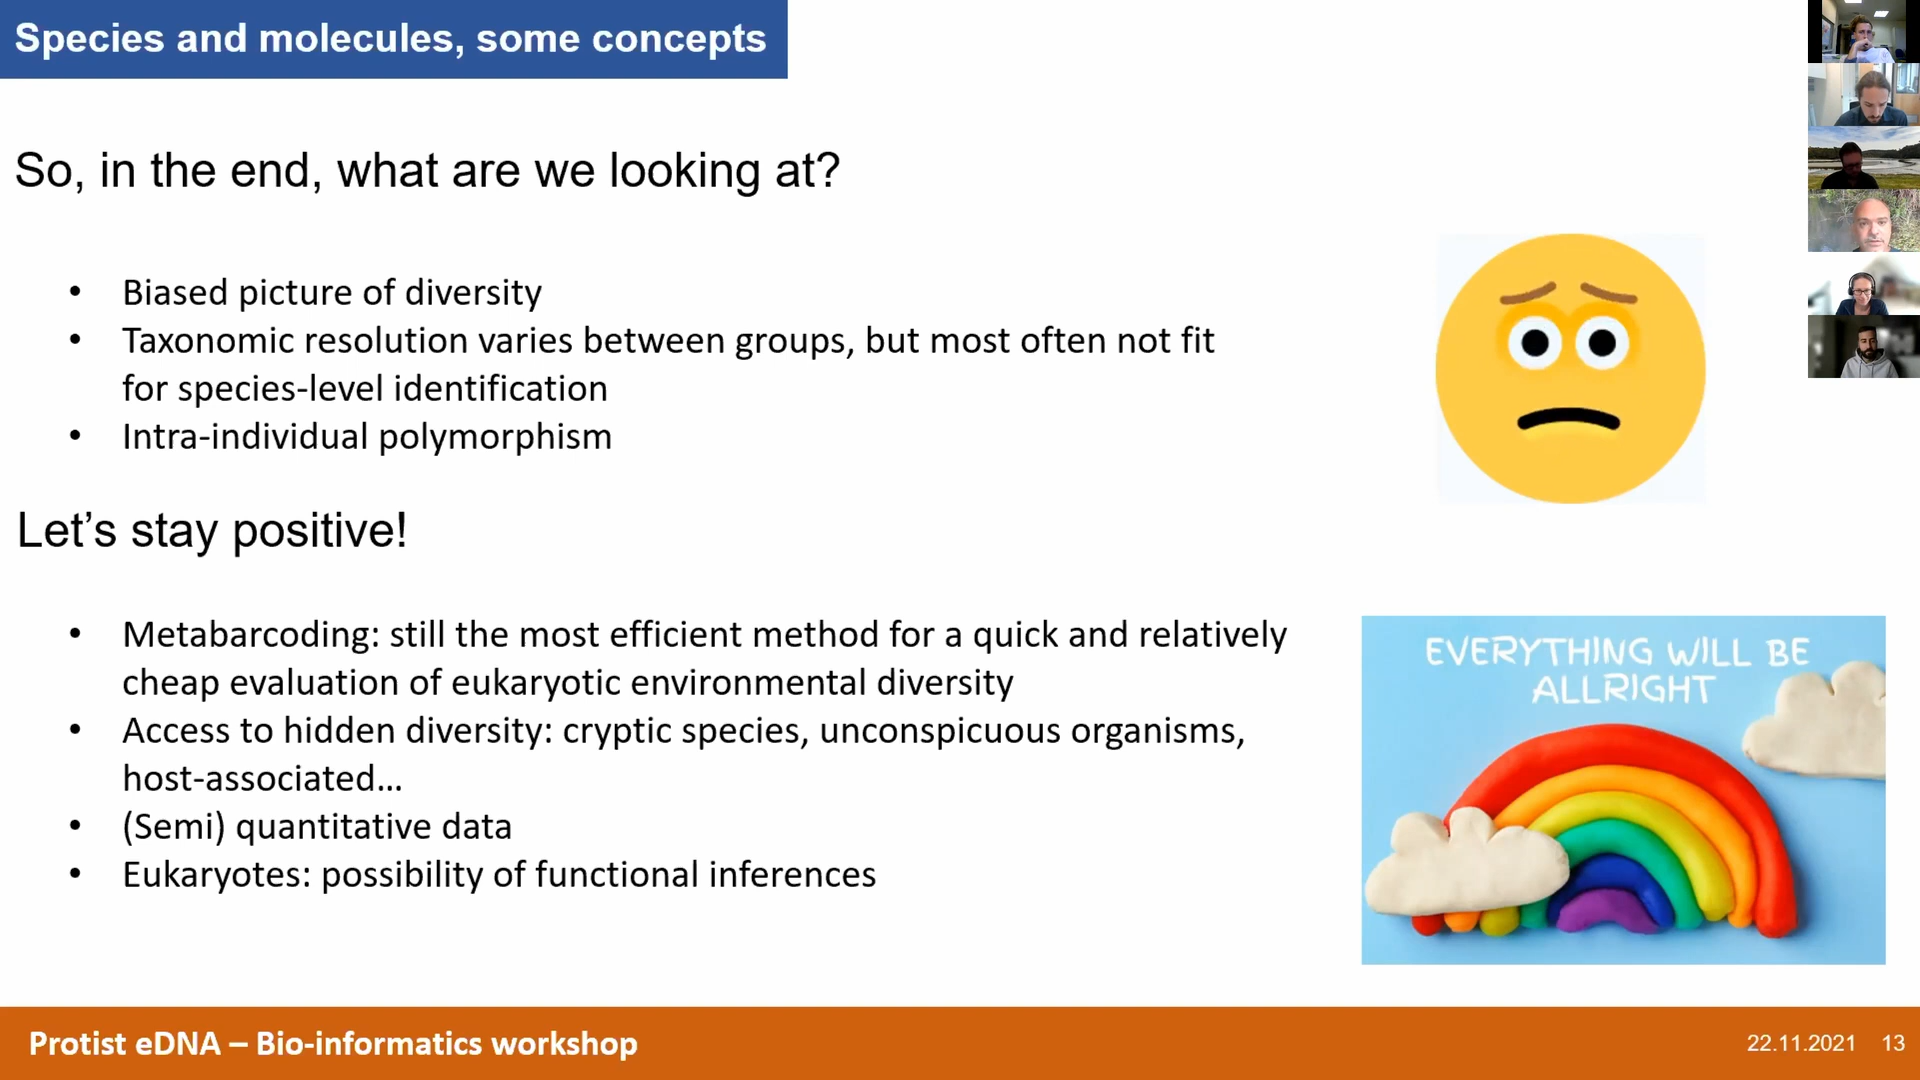 Species and molecules, some concepts
So, in the end, what are we looking at?
• Biased picture of diversity
• Taxonomic resolution varies between groups, but most often not fit
for species-level identification
• Intra-individual polymorphism
Let’s stay positive!
• Metabarcoding: still the most efficient method for a quick and relatively
cheap evaluation of eukaryotic environmental diversity
• Access to hidden diversity: cryptic species, unconspicuous organisms,
host-associated...
• (Semi) quantitative data
• Eukaryotes: possibility of functional inferences
EVERYTHING WILL BE
ALLRIGHT
Protist eDNA – Bio-informatics workshop
22.11.2021 13